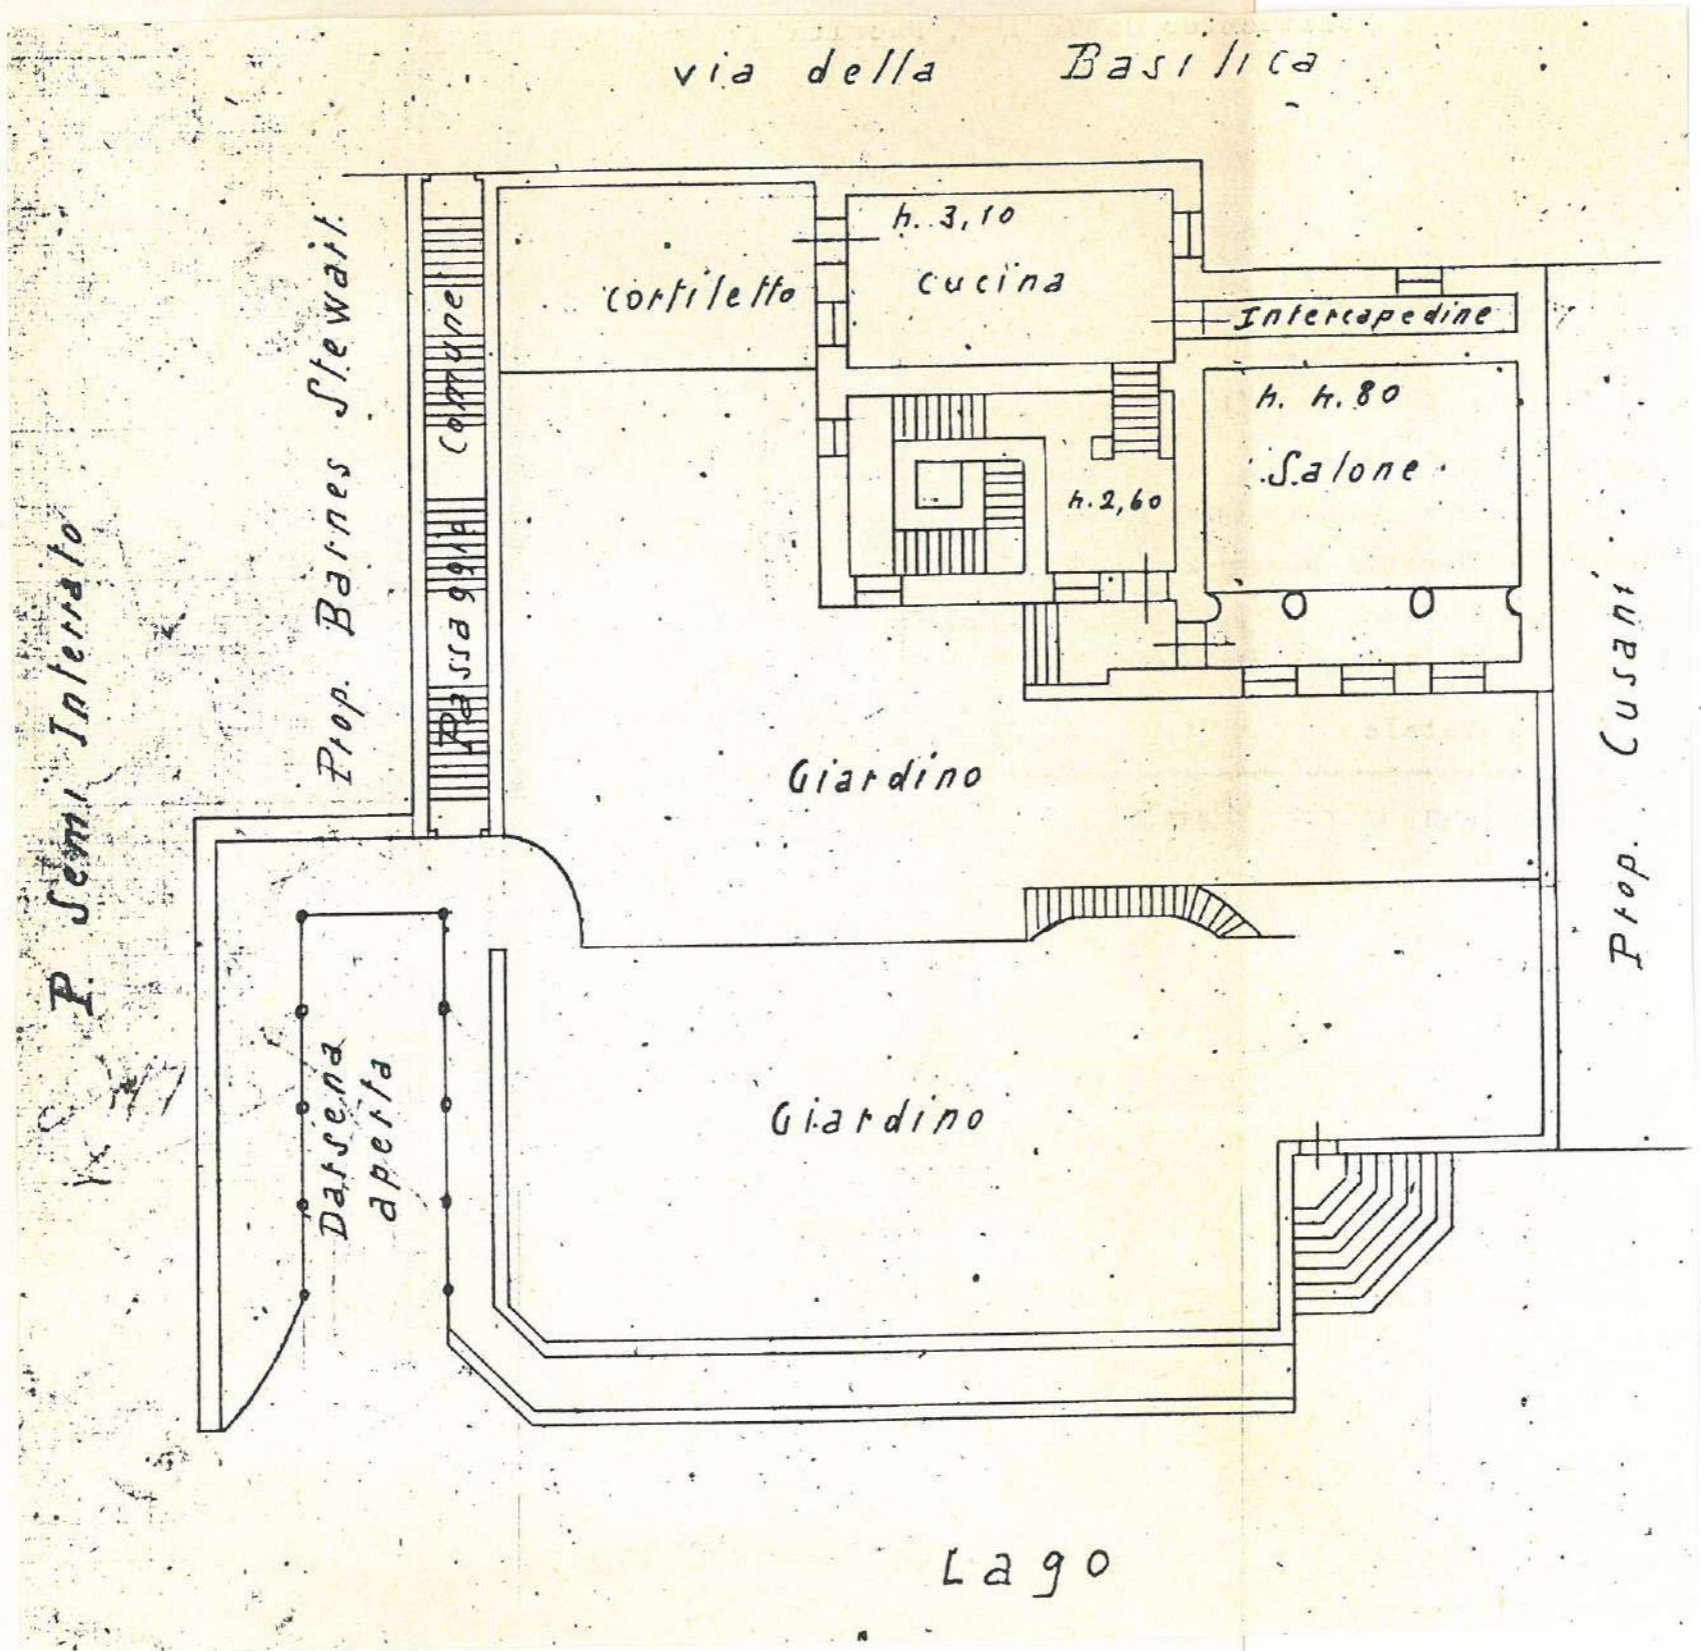 via della Basilica
h. 3,10
cortiletto
cucina
Intercapedine
h. 4.80
Salone
h. 2,60
Passaggio Comune
Prop. Barnes Stewart
P. Semi Interrato
Prop. Cusani
Giardino
Giardino
Darsena
aperta
Lago